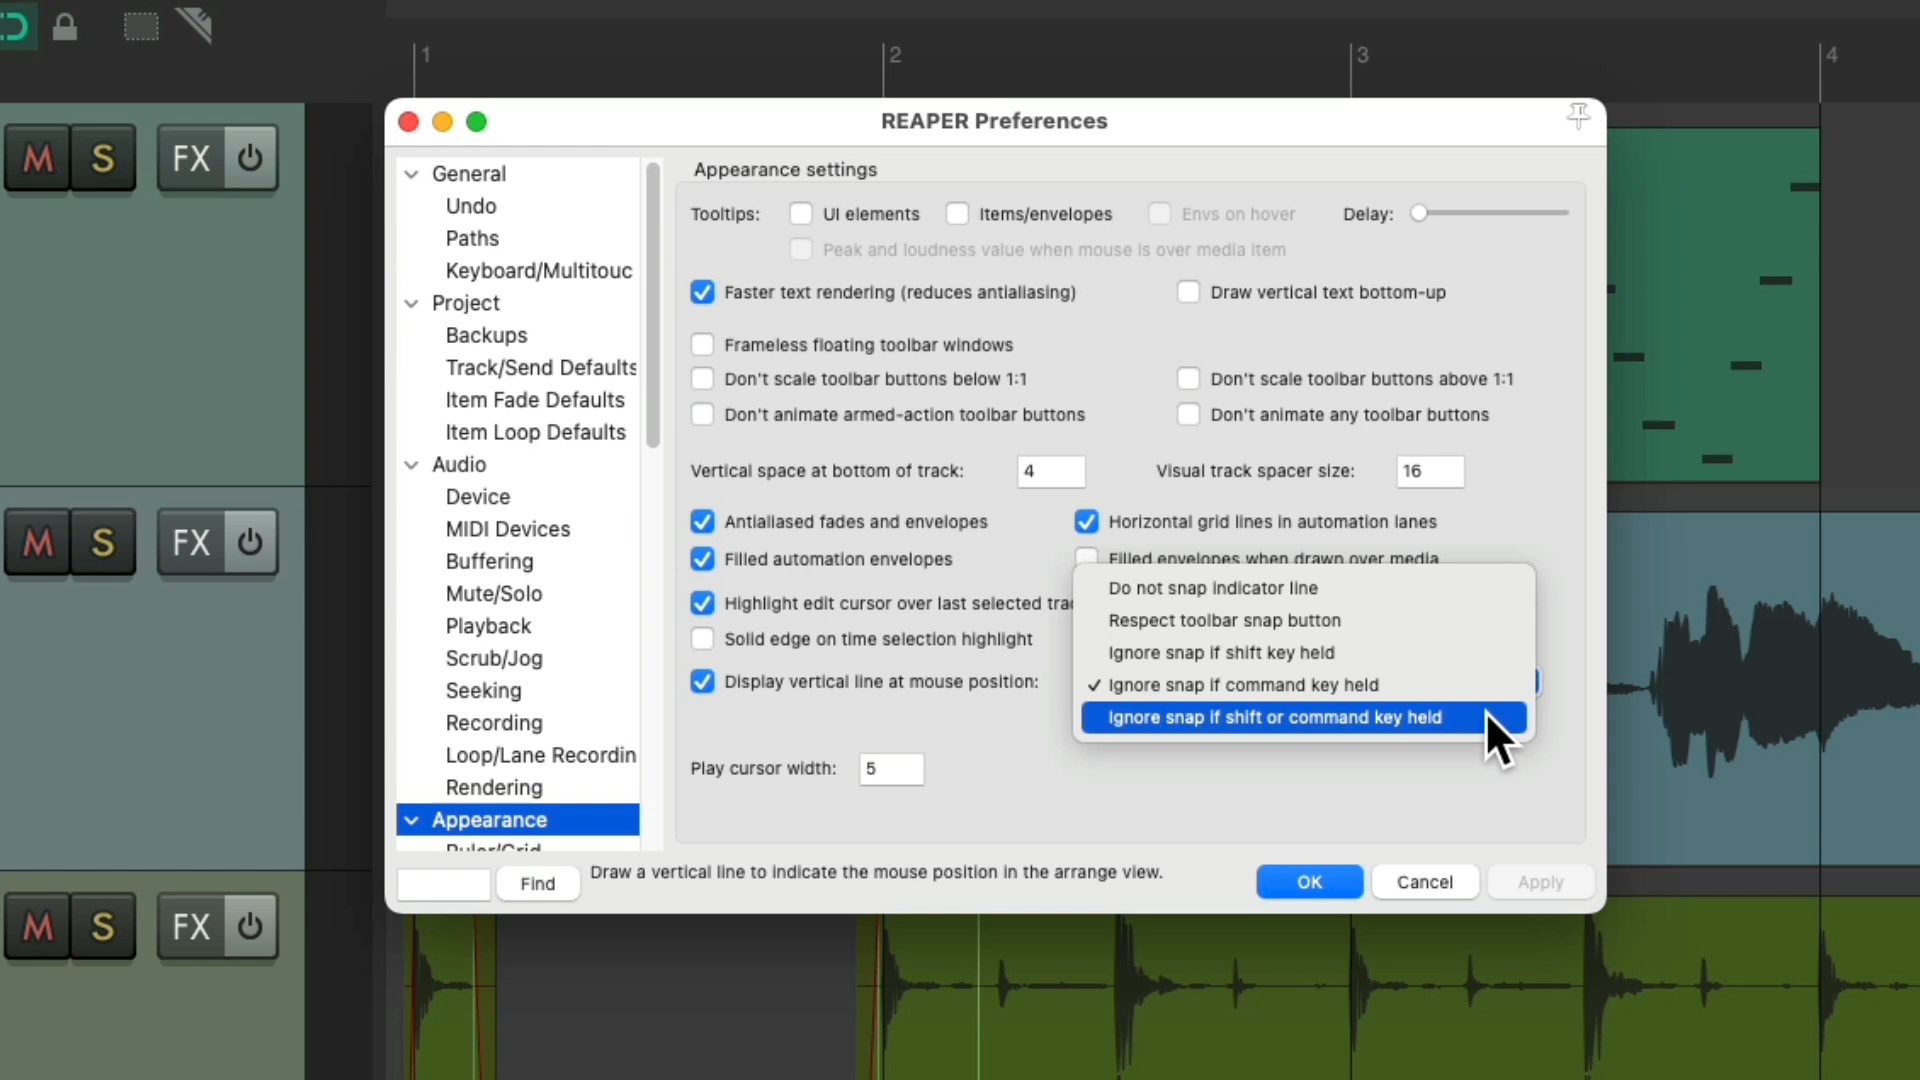 1
2
3
4
REAPER Preferences
M S FX
M S FX
M S FX
General
Undo
Paths
Keyboard/Multitouc
Project
Backups
Track/Send Defaults
Item Fade Defaults
Item Loop Defaults
Audio
Device
MIDI Devices
Buffering
Mute/Solo
Playback
Scrub/Jog
Seeking
Recording
Loop/Lane Recordin
Rendering
Appearance
Ruler/Grid
Find
Appearance settings
Tooltips: UI elements Items/envelopes Envs on hover Delay:
Peak and loudness value when mouse is over media item
Faster text rendering (reduces antialiasing) Draw vertical text bottom-up
Frameless floating toolbar windows
Don't scale toolbar buttons below 1:1 Don't scale toolbar buttons above 1:1
Don't animate armed-action toolbar buttons Don't animate any toolbar buttons
Vertical space at bottom of track: 4 Visual track spacer size: 16
Antialiased fades and envelopes Horizontal grid lines in automation lanes
Filled automation envelopes Filled envelopes when drawn over media
Highlight edit cursor over last selected trac
Solid edge on time selection highlight
Display vertical line at mouse position:
Do not snap indicator line
Respect toolbar snap button
Ignore snap if shift key held
✓ Ignore snap if command key held
Ignore snap if shift or command key held
Play cursor width: 5
Draw a vertical line to indicate the mouse position in the arrange view.
OK Cancel Apply